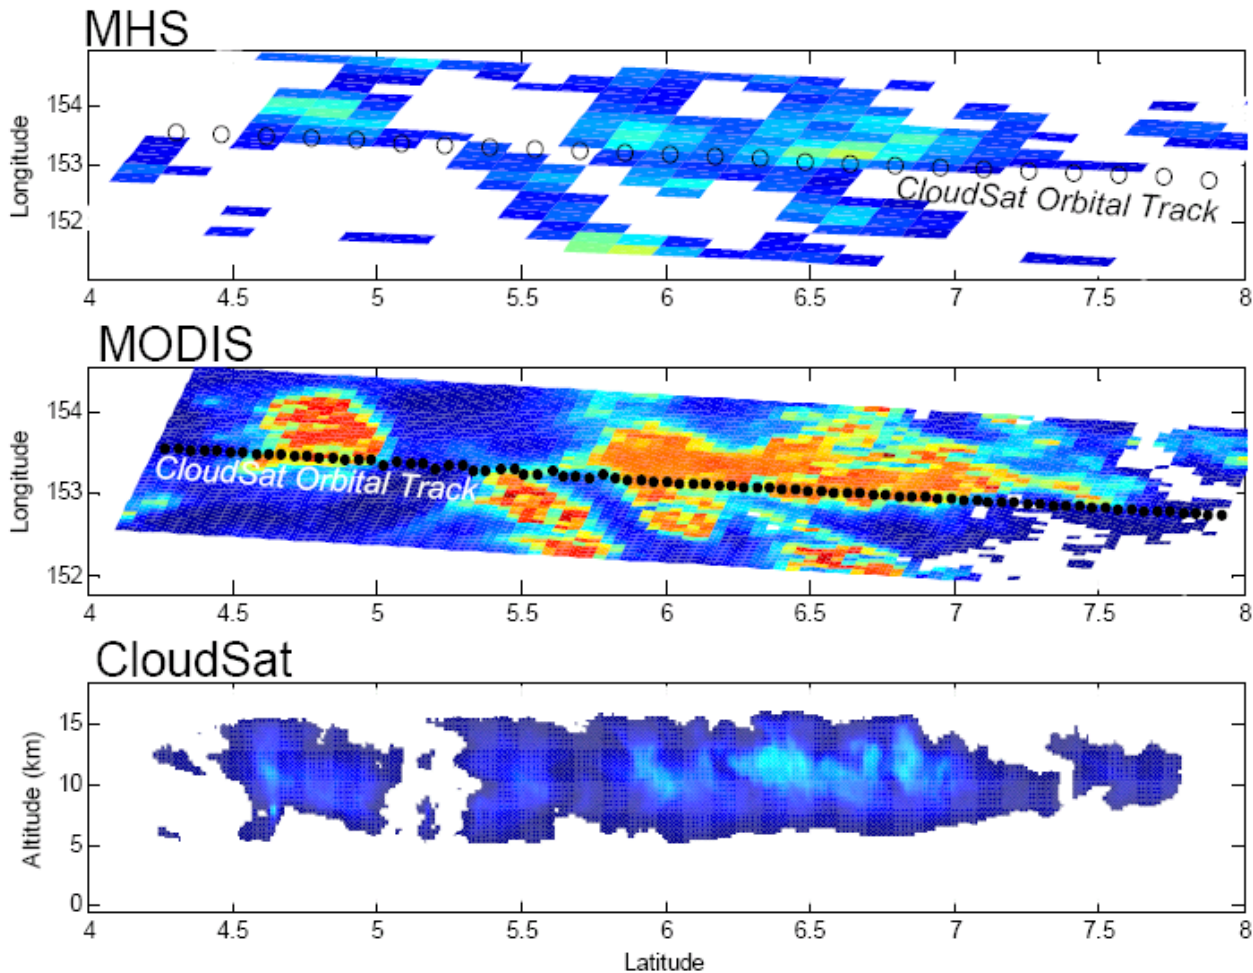 MHS
154
153
152
Longitude
CloudSat Orbital Track
4 4.5 5 5.5 6 6.5 7 7.5 8
MODIS
154
153
152
Longitude
CloudSat Orbital Track
4 4.5 5 5.5 6 6.5 7 7.5 8
CloudSat
15
10
5
0
Altitude (km)
4 4.5 5 5.5 6 6.5 7 7.5 8
Latitude